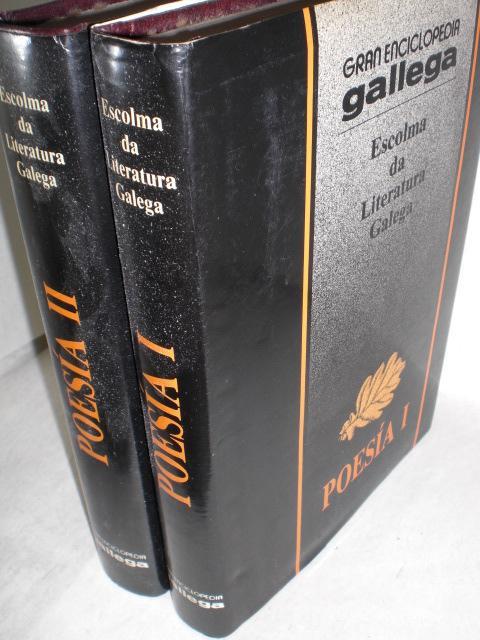 Escolma
da
Literatura
Galega
POESÍA II
ENCICLOPEDIA
gallega
Escolma
da
Literatura
Galega
POESÍA I
ENCICLOPEDIA
gallega
GRAN ENCICLOPEDIA
gallega
Escolma
da
Literatura
Galega
POESÍA I